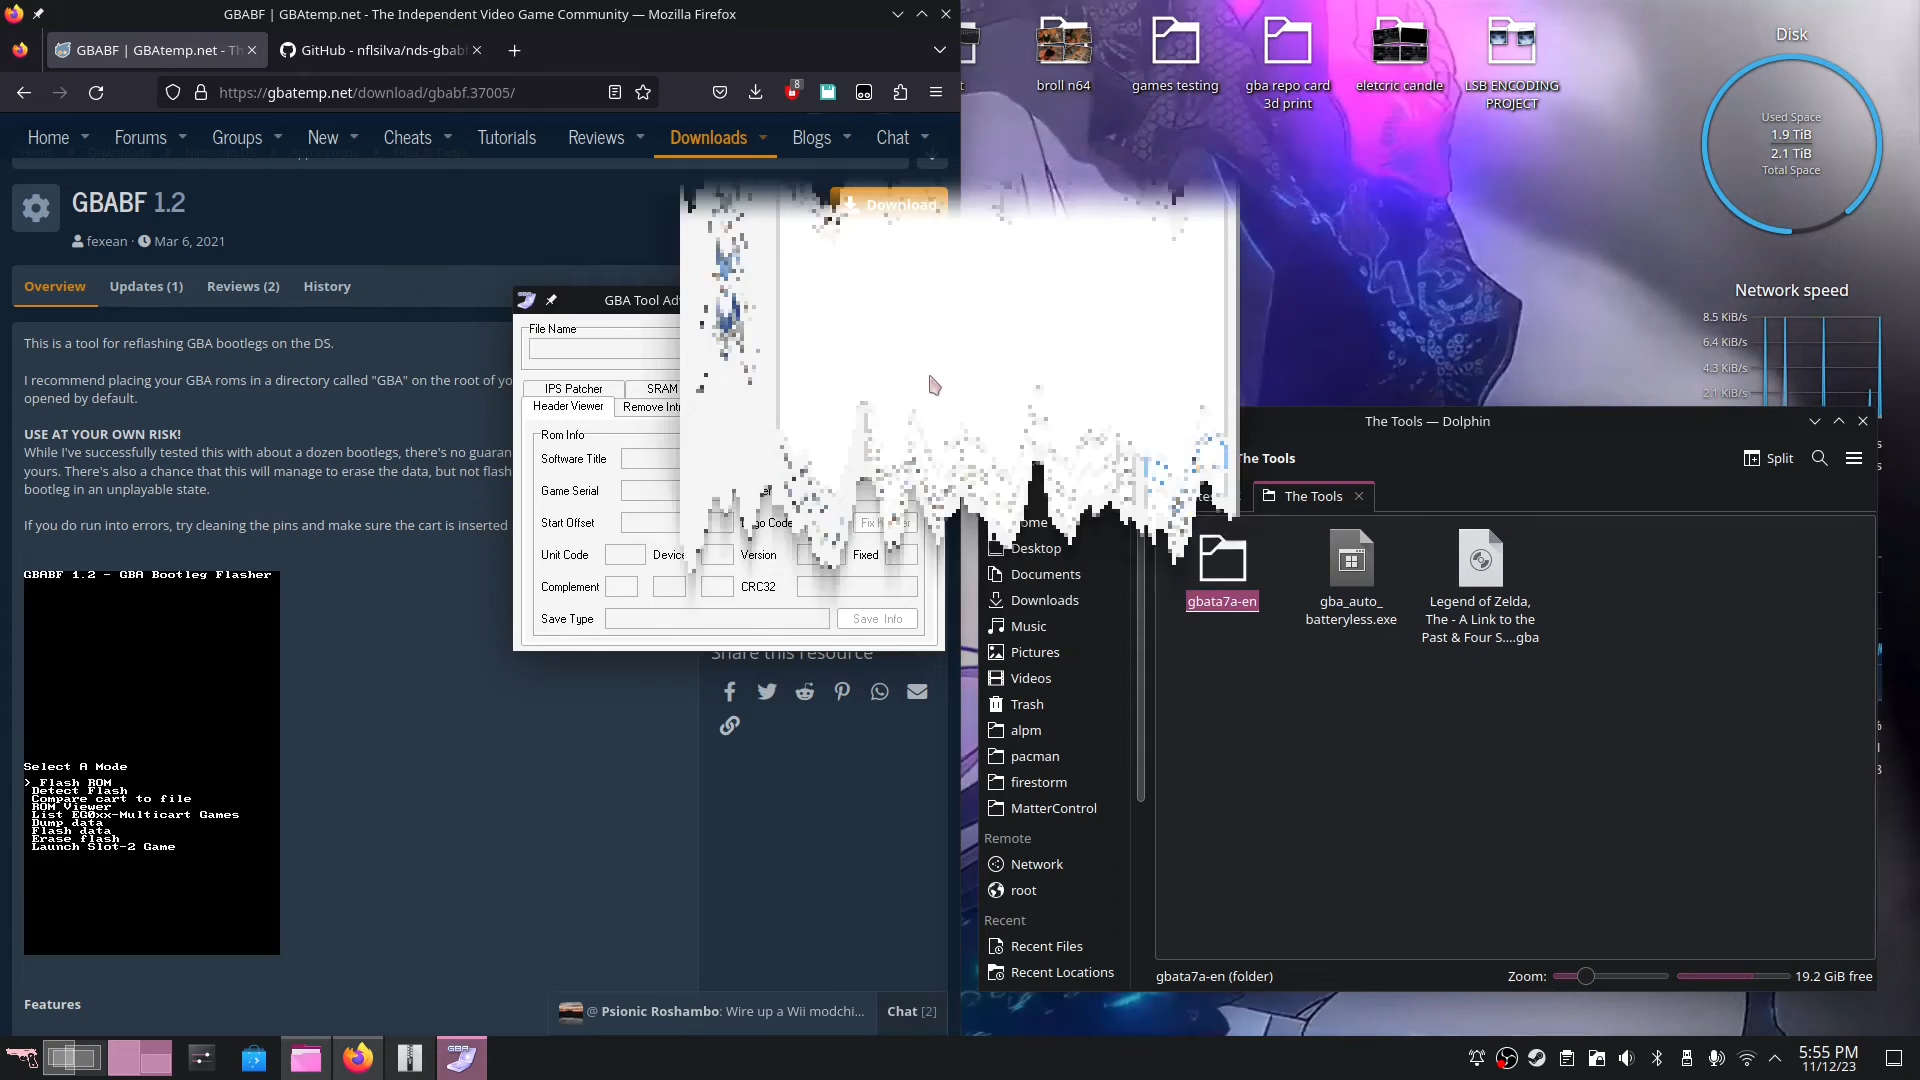 GBABF | GBAtemp.net - The Independent Video Game Community — Mozilla Firefox
GBABF | GBAtemp.net - Th
GitHub - nflsilva/nds-gbabf
https://gbatemp.net/download/gbabf.37005/
8
Home
Forums
Groups
New
Cheats
Tutorials
Reviews
Downloads
Blogs
Chat
GBABF 1.2
Download
fexean · Mar 6, 2021
Overview
Updates (1)
Reviews (2)
History
This is a tool for reflashing GBA bootlegs on the DS.
I recommend placing your GBA roms in a directory called "GBA" on the root of yo
opened by default.
USE AT YOUR OWN RISK!
While I've successfully tested this with about a dozen bootlegs, there's no guaran
yours. There's also a chance that this will manage to erase the data, but not flash
bootleg in an unplayable state.
If you do run into errors, try cleaning the pins and make sure the cart is inserted
GBABF 1.2 - GBA Bootleg Flasher
Select A Mode
> Flash ROM
Detect Flash
Compare cart to file
ROM Viewer
List EG0xx-Multicart Games
Dump data
Flash data
Erase flash
Launch Slot-2 Game
Features
Share this resource
@ Psionic Roshambo: Wire up a Wii modchi...
Chat [2]
GBA Tool Adv
File Name
IPS Patcher
SRAM
Header Viewer
Remove Intr
Rom Info
Software Title
Game Serial
Start Offset
Unit Code
Device
Version
Fixed
Complement
CRC32
Save Type
Save Info
broll n64
games testing
gba repo card
3d print
eletcric candle
LSB ENCODING
PROJECT
Disk
Used Space
1.9 TiB
2.1 TiB
Total Space
Network speed
8.5 KiB/s
6.4 KiB/s
4.3 KiB/s
2.1 KiB/s
The Tools — Dolphin
The Tools
Split
The Tools
Desktop
Documents
Downloads
Music
Pictures
Videos
Trash
alpm
pacman
firestorm
MatterControl
Remote
Network
root
Recent
Recent Files
Recent Locations
gbata7a-en
gba_auto_
batteryless.exe
Legend of Zelda,
The - A Link to the
Past & Four S....gba
gbata7a-en (folder)
Zoom:
19.2 GiB free
GBA
5:55 PM
11/12/23